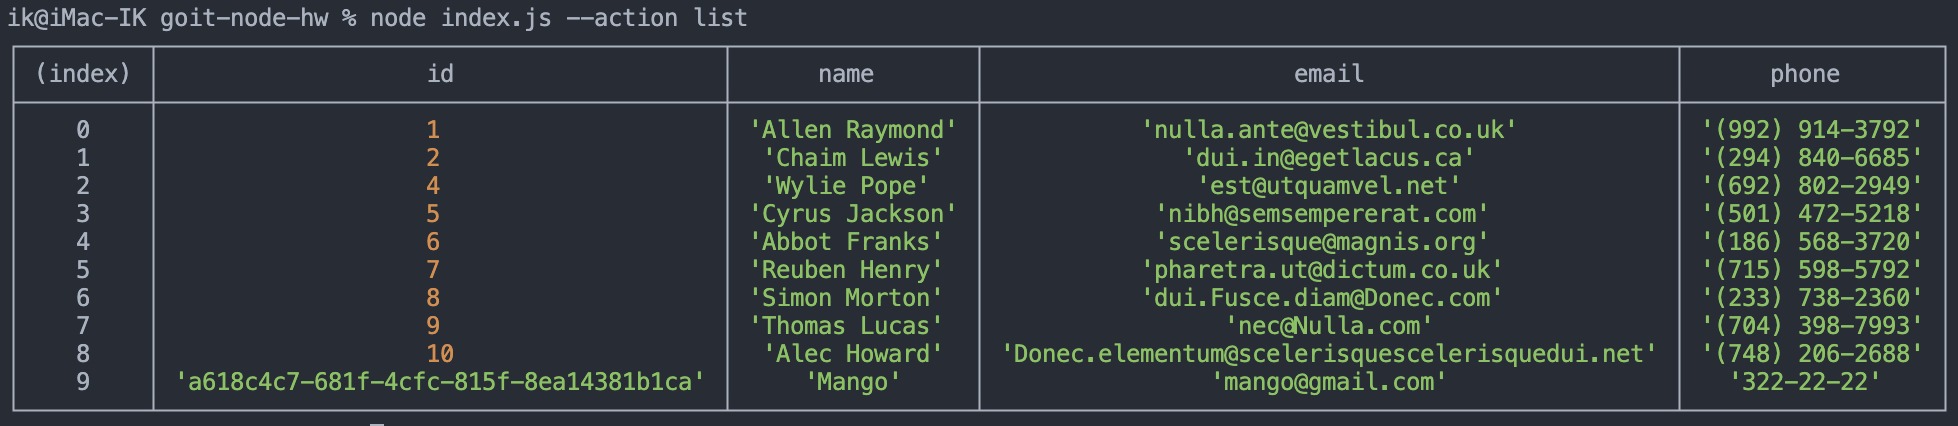 ik@iMac-IK goit-node-hw % node index.js --action list
(index) id name email phone
0 1 'Allen Raymond' 'nulla.ante@vestibul.co.uk' '(992) 914-3792'
1 2 'Chaim Lewis' 'dui.in@egetlacus.ca' '(294) 840-6685'
2 4 'Wylie Pope' 'est@utquamvel.net' '(692) 802-2949'
3 5 'Cyrus Jackson' 'nibh@semsempererat.com' '(501) 472-5218'
4 6 'Abbot Franks' 'scelerisque@magnis.org' '(186) 568-3720'
5 7 'Reuben Henry' 'pharetra.ut@dictum.co.uk' '(715) 598-5792'
6 8 'Simon Morton' 'dui.Fusce.diam@Donec.com' '(233) 738-2360'
7 9 'Thomas Lucas' 'nec@Nulla.com' '(704) 398-7993'
8 10 'Alec Howard' 'Donec.elementum@scelerisquescelerisquedui.net' '(748) 206-2688'
9 'a618c4c7-681f-4cfc-815f-8ea14381b1ca' 'Mango' 'mango@gmail.com' '322-22-22'